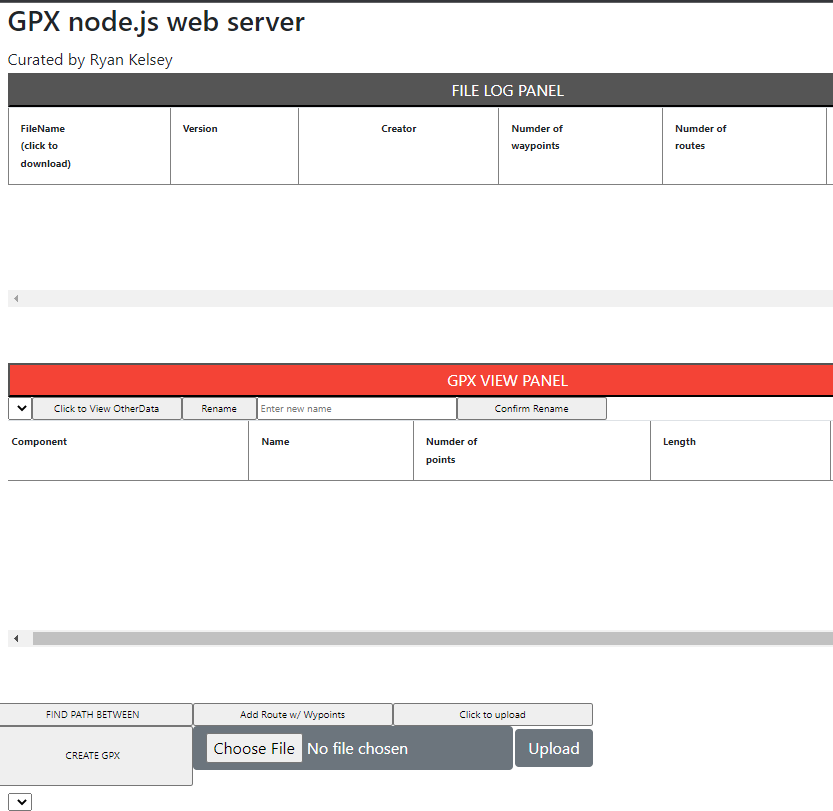 GPX node.js web server
Curated by Ryan Kelsey
FILE LOG PANEL
FileName Version Creator Numder of Numder of
(click to waypoints routes
download)
GPX VIEW PANEL
Click to View OtherData Rename Enter new name Confirm Rename
Component Name Numder of Length
points
FIND PATH BETWEEN Add Route w/ Wypoints Click to upload
CREATE GPX Choose File No file chosen Upload